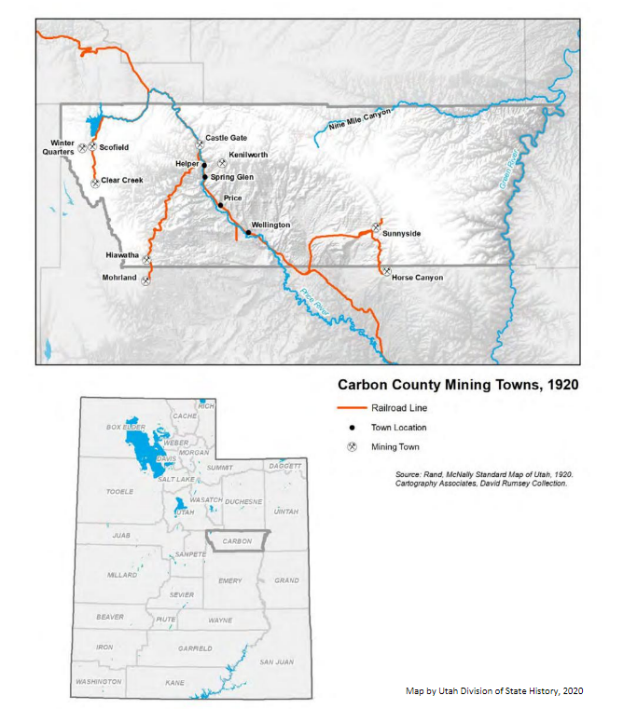 Nine Mile Canyon
Castle Gate
Winter
Quarters
Scofield
Kenilworth
Helper
Green River
Spring Glen
Clear Creek
Price
Wellington
Sunnyside
Hiawatha
Mohrland
Horse Canyon
Price River
Carbon County Mining Towns, 1920
Railroad Line
Town Location
Mining Town
Source: Rand, McNally Standard Map of Utah, 1920.
Cartography Associates, David Rumsey Collection.
RICH
CACHE
BOX ELDER
WEBER
MORGAN
DAVIS
SUMMIT
DAGGETT
SALT LAKE
TOOELE
WASATCH
DUCHESNE
UTAH
UINTAH
JUAB
CARBON
SANPETE
MILLARD
EMERY
GRAND
SEVIER
BEAVER
PIUTE
WAYNE
IRON
GARFIELD
SAN JUAN
WASHINGTON
KANE
Map by Utah Division of State History, 2020